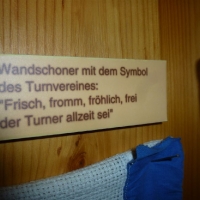 Wandschoner mit dem Symbol
des Turnvereines:
"Frisch, fromm, fröhlich, frei
der Turner allzeit sei"